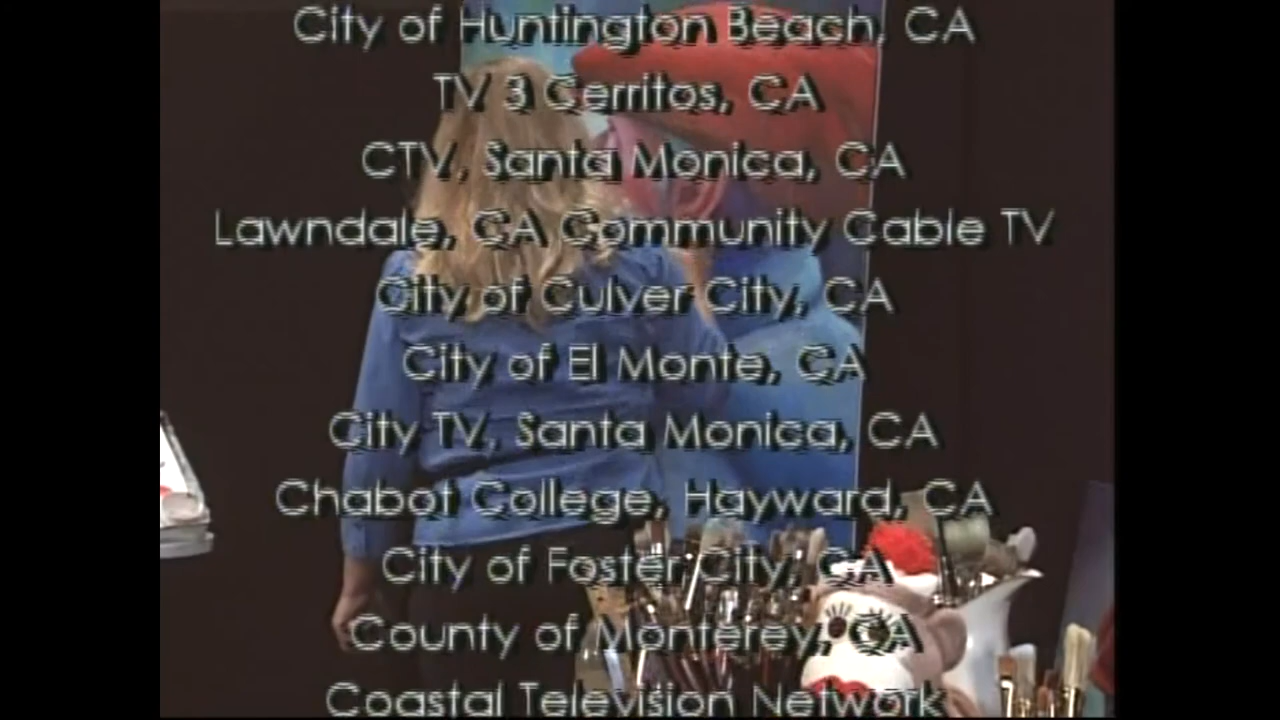 City of Huntington Beach, CA
TV 3 Cerritos, CA
CTV, Santa Monica, CA
Lawndale, CA Community Cable TV
City of Culver City, CA
City of El Monte, CA
City TV, Santa Monica, CA
Chabot College, Hayward, CA
City of Foster City, CA
County of Monterey, CA
Coastal Television Network